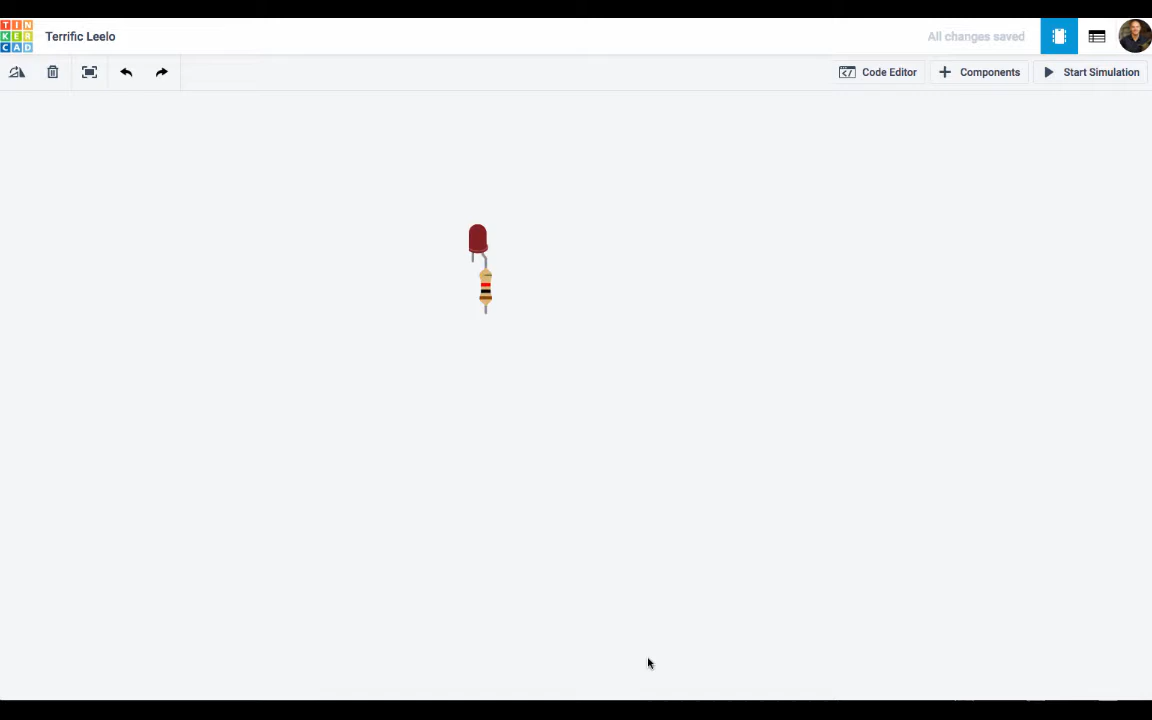 TIN
KER
CAD
Terrific Leelo
All changes saved
Code Editor
Components
Start Simulation